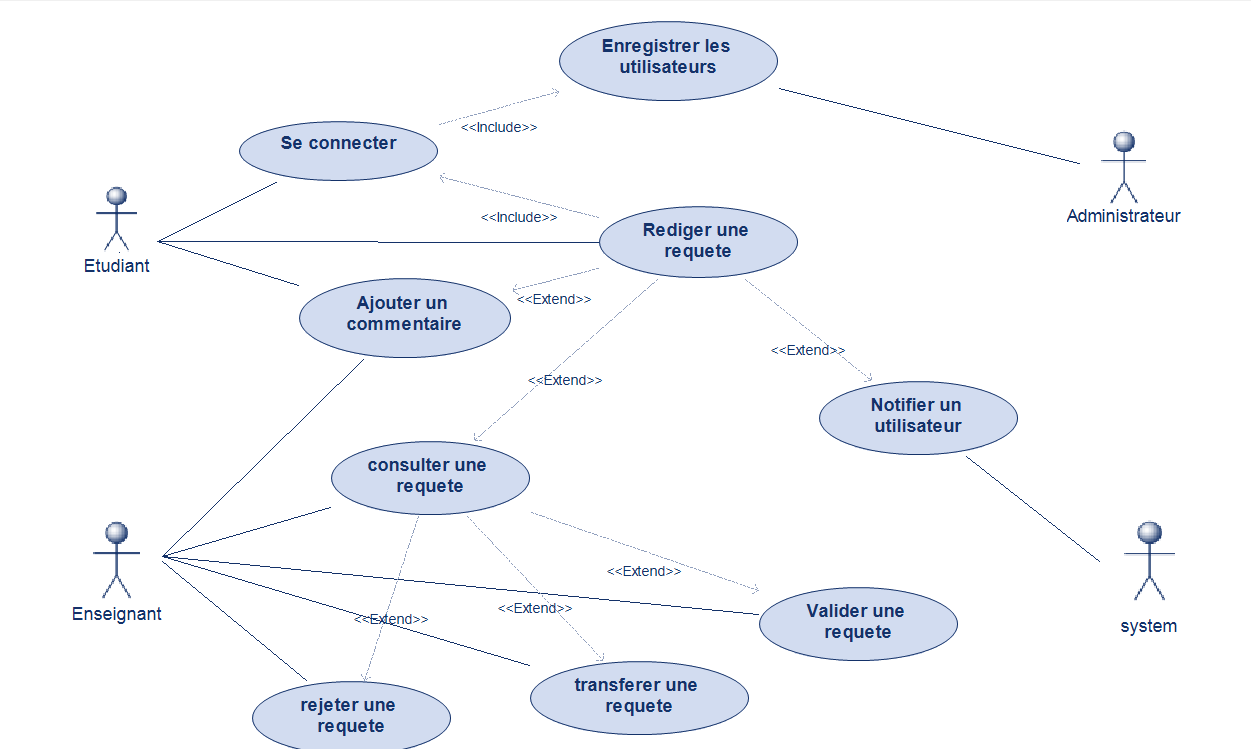 Enregistrer les
utilisateurs
<<Include>>
Se connecter
Administrateur
<<Include>>
Rediger une
requete
Etudiant
<<Extend>>
Ajouter un
commentaire
<<Extend>>
<<Extend>>
Notifier un
utilisateur
consulter une
requete
<<Extend>>
Enseignant
<<Extend>>
<<Extend>>
Valider une
requete
system
transferer une
requete
rejeter une
requete